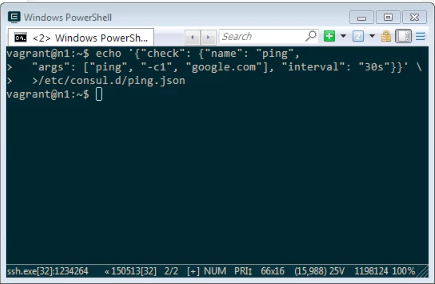 Windows PowerShell
<2> Windows PowerSh...
Search
vagrant@n1:~$ echo '{"check": {"name": "ping",
>   "args": ["ping", "-c1", "google.com"], "interval": "30s"}}' \
>   >/etc/consul.d/ping.json
vagrant@n1:~$
ssh.exe[32]:1234264 «150513[32] 2/2 [+] NUM PRI‡ 66x16 (15,988) 25V 1198124 100%